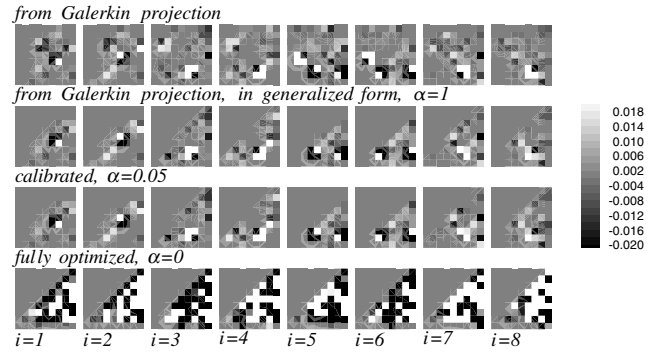 from Galerkin projection
from Galerkin projection, in generalized form, α=1
0.018
0.014
0.010
0.006
0.002
-0.002
-0.004
-0.008
-0.012
-0.016
-0.020
calibrated, α=0.05
fully optimized, α=0
i=1 i=2 i=3 i=4 i=5 i=6 i=7 i=8